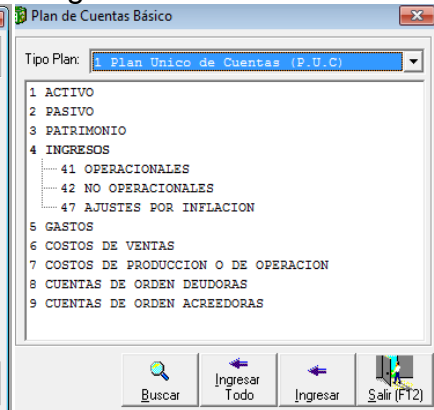 Plan de Cuentas Básico
Tipo Plan: 1 Plan Unico de Cuentas (P.U.C)
1 ACTIVO
2 PASIVO
3 PATRIMONIO
4 INGRESOS
41 OPERACIONALES
42 NO OPERACIONALES
47 AJUSTES POR INFLACION
5 GASTOS
6 COSTOS DE VENTAS
7 COSTOS DE PRODUCCION O DE OPERACION
8 CUENTAS DE ORDEN DEUDORAS
9 CUENTAS DE ORDEN ACREEDORAS
Buscar
Ingresar Todo
Ingresar
Salir (F12)